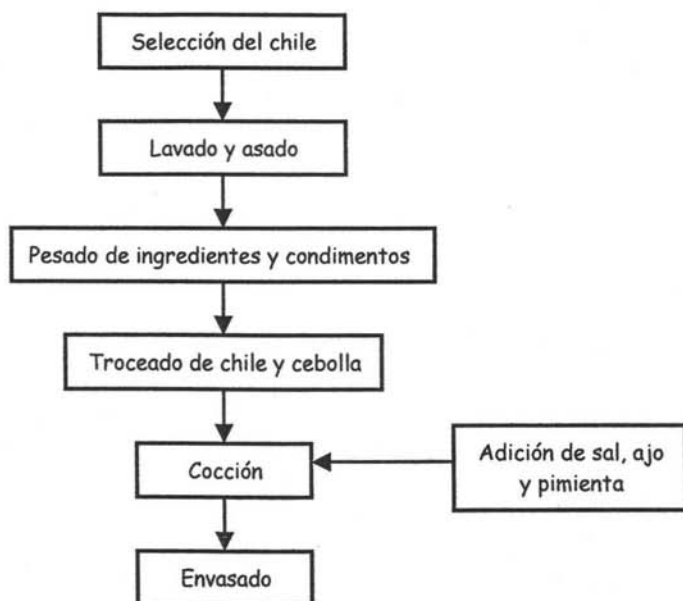 Selección del chile
Lavado y asado
Pesado de ingredientes y condimentos
Troceado de chile y cebolla
Cocción
Adición de sal, ajo
y pimienta
Envasado